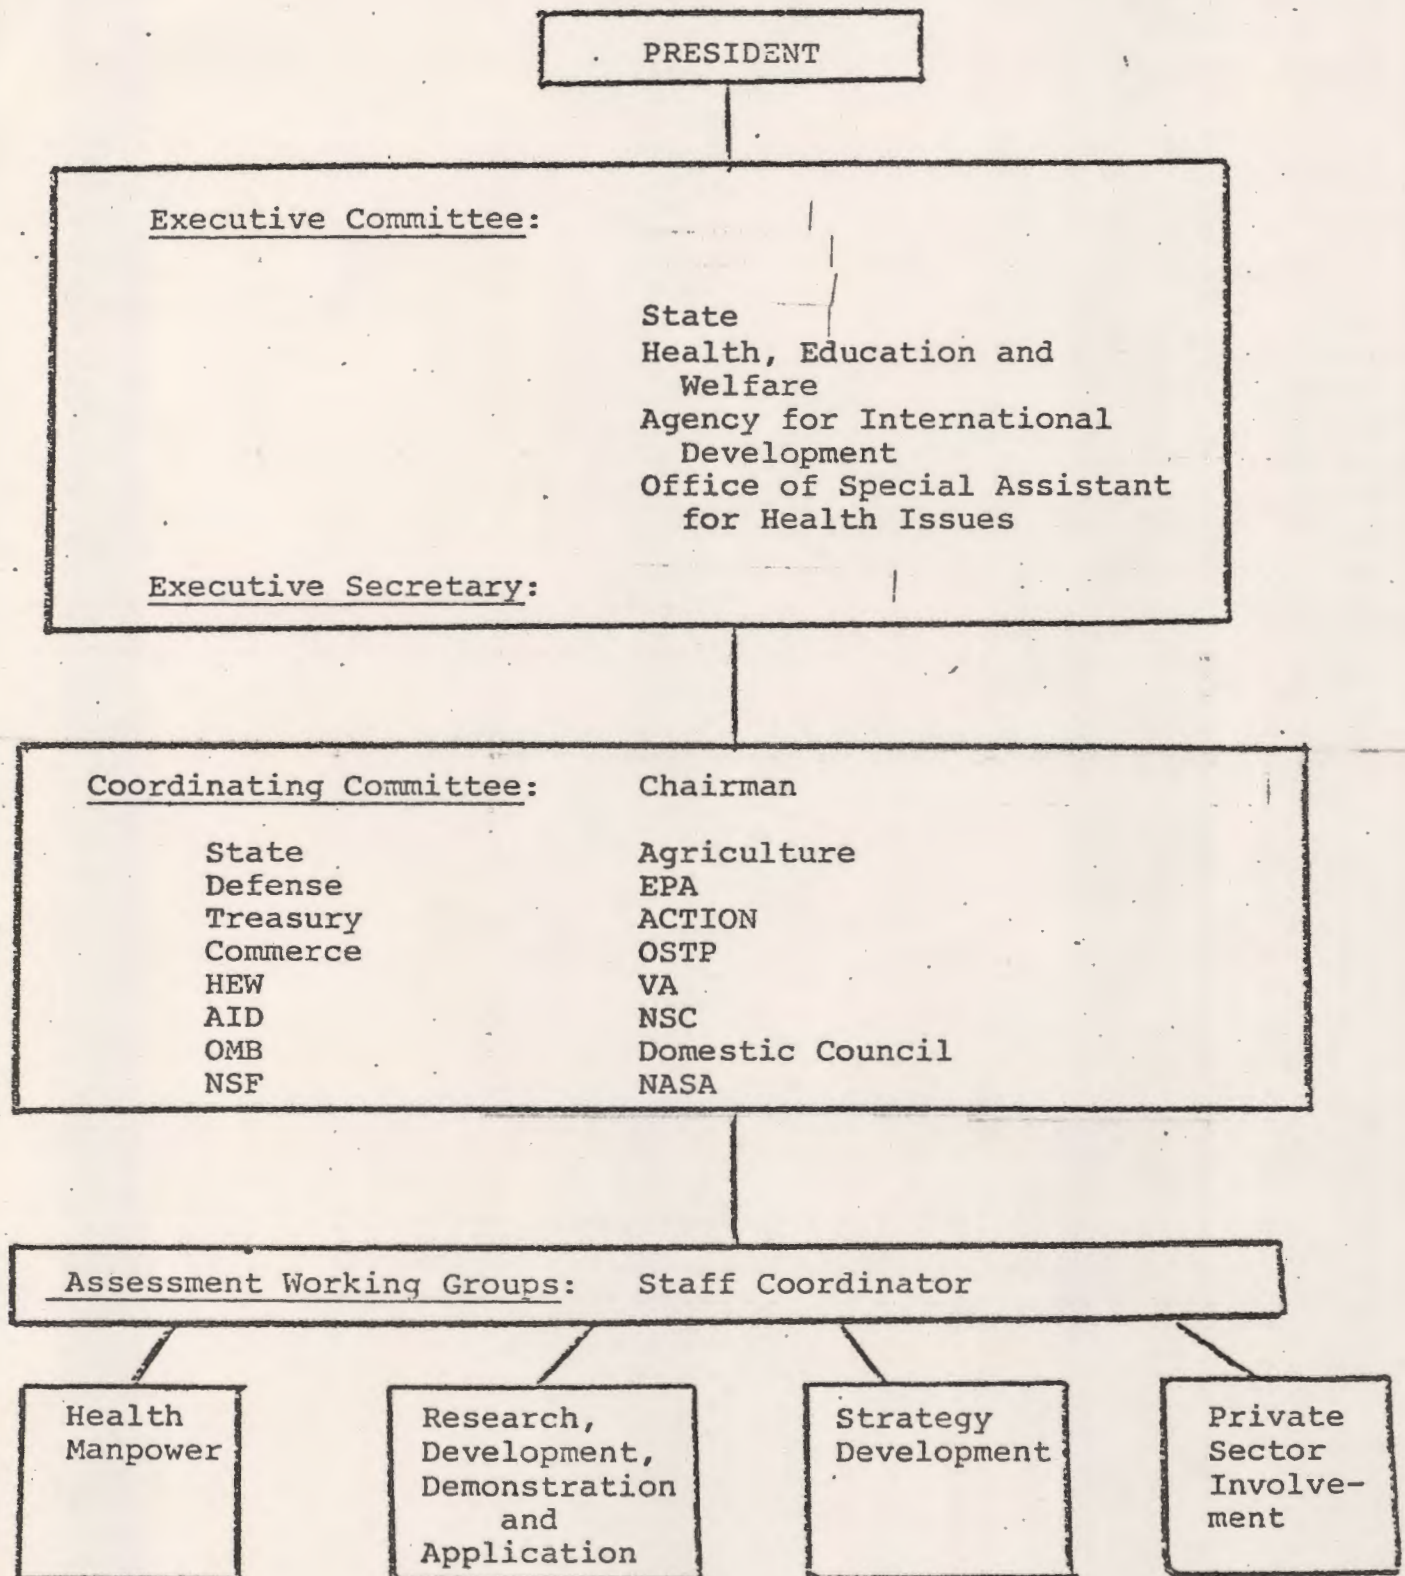 PRESIDENT
Executive Committee:
State
Health, Education and
Welfare
Agency for International
Development
Office of Special Assistant
for Health Issues
Executive Secretary:
Coordinating Committee: Chairman
State Agriculture
Defense EPA
Treasury ACTION
Commerce OSTP
HEW VA
AID NSC
OMB Domestic Council
NSF NASA
Assessment Working Groups: Staff Coordinator
Health
Manpower
Research,
Development,
Demonstration
and
Application
Strategy
Development
Private
Sector
Involve-
ment